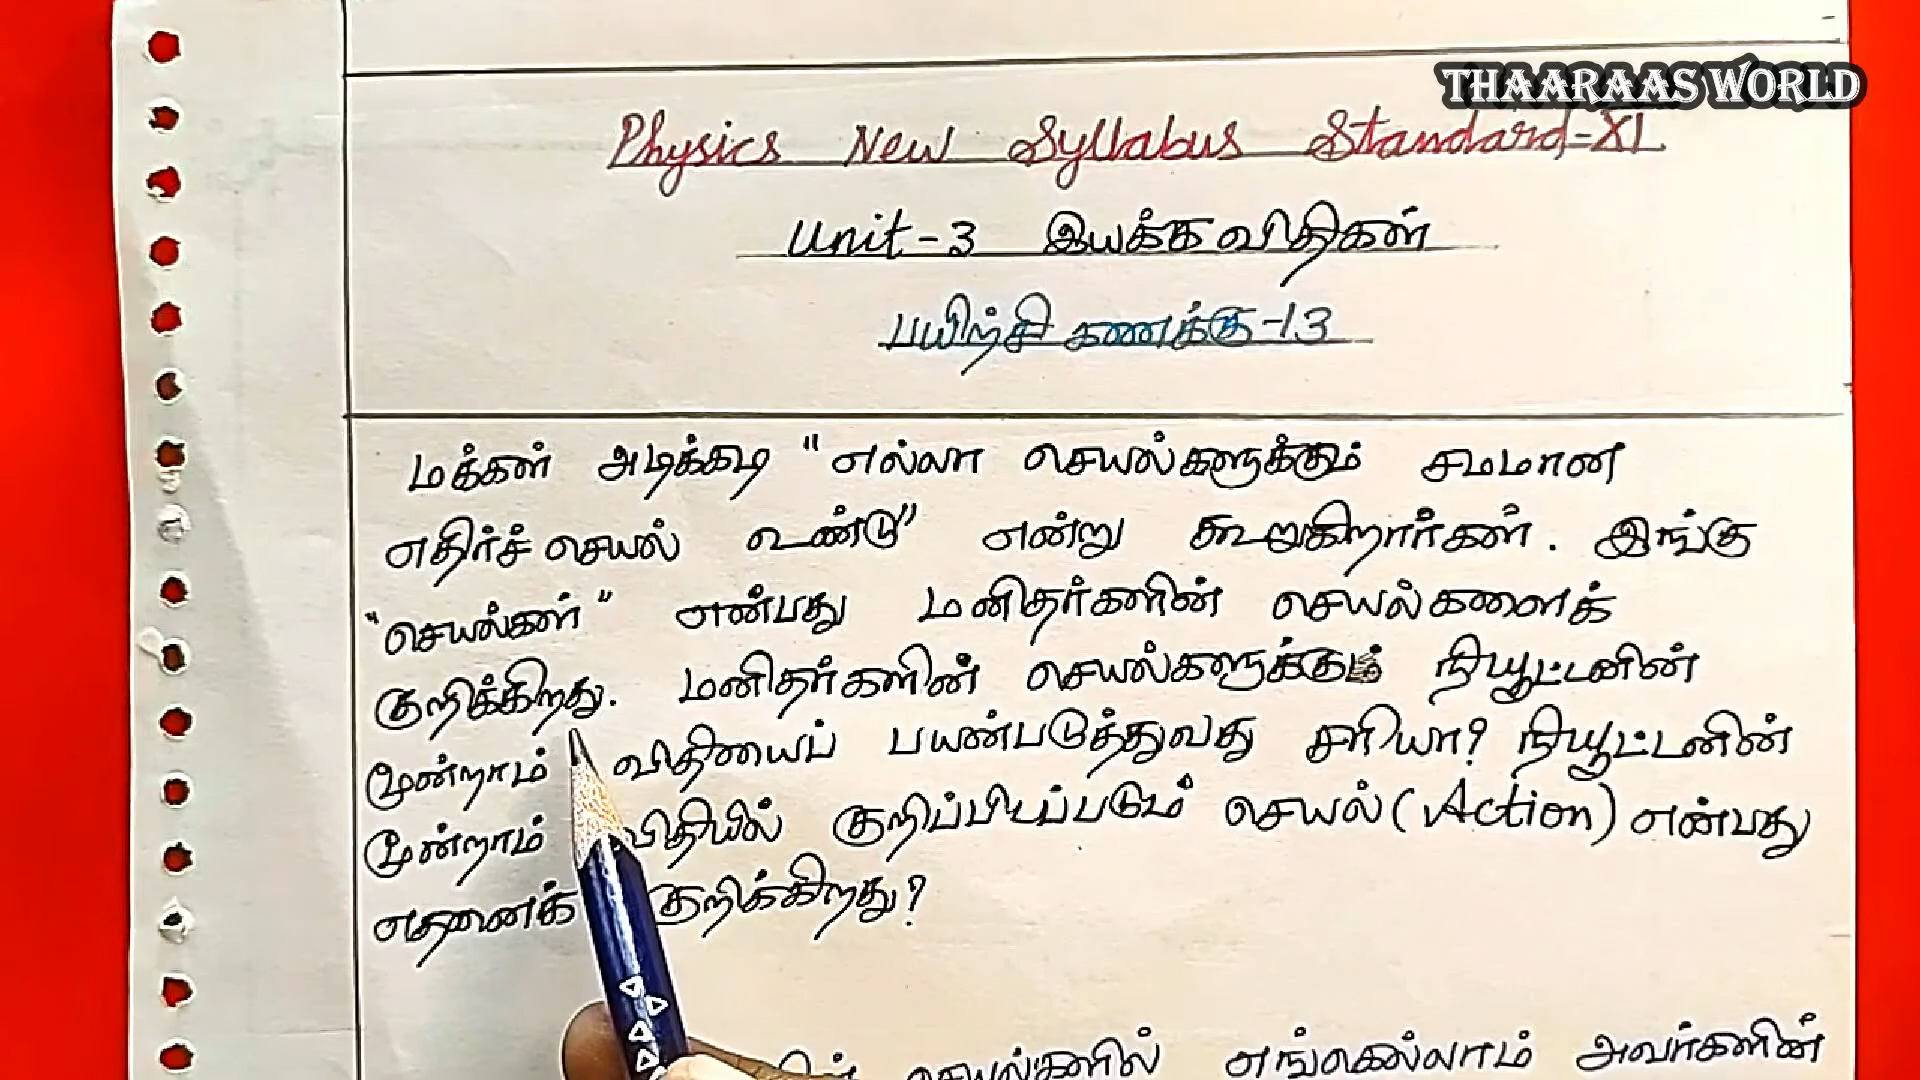 THAARAAS WORLD
Physics New Syllabus Standard-XI
Unit-3 இயக்க விதிகள்
பயிற்சி கணக்கு-13
மக்கள் அடிக்கடி "எல்லா செயல்களுக்கும் சமமான
எதிர்ச் செயல் உண்டு" என்று கூறுகிறார்கள். இங்கு
"செயல்கள்" என்பது மனிதர்களின் செயல்களைக்
குறிக்கிறது. மனிதர்களின் செயல்களுக்கும் நியூட்டனின்
மூன்றாம் விதியைப் பயன்படுத்துவது சரியா? நியூட்டனின்
மூன்றாம் விதியில் குறிப்பிடப்படும் செயல் (Action) என்பது
எதனைக் குறிக்கிறது?
செயல்களில் எங்கெல்லாம் அவர்களின்